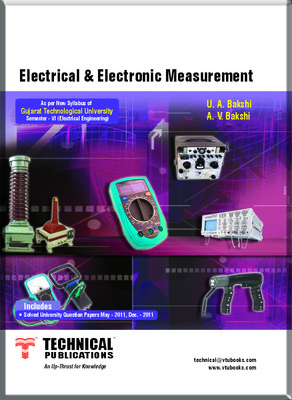 Electrical & Electronic Measurement
As per New Syllabus of
Gujarat Technological University
Semester - VI (Electrical Engineering)
U. A. Bakshi
A. V. Bakshi
Includes
• Solved University Question Papers May - 2011, Dec. - 2011
TECHNICAL
PUBLICATIONS
An Up-Thrust for Knowledge
technical@vtubooks.com
www.vtubooks.com